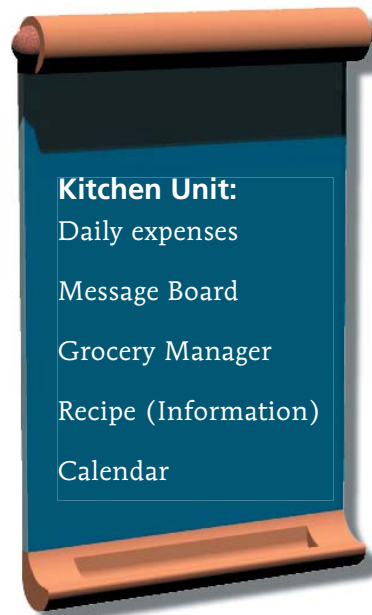 Kitchen Unit:
Daily expenses
Message Board
Grocery Manager
Recipe (Information)
Calendar